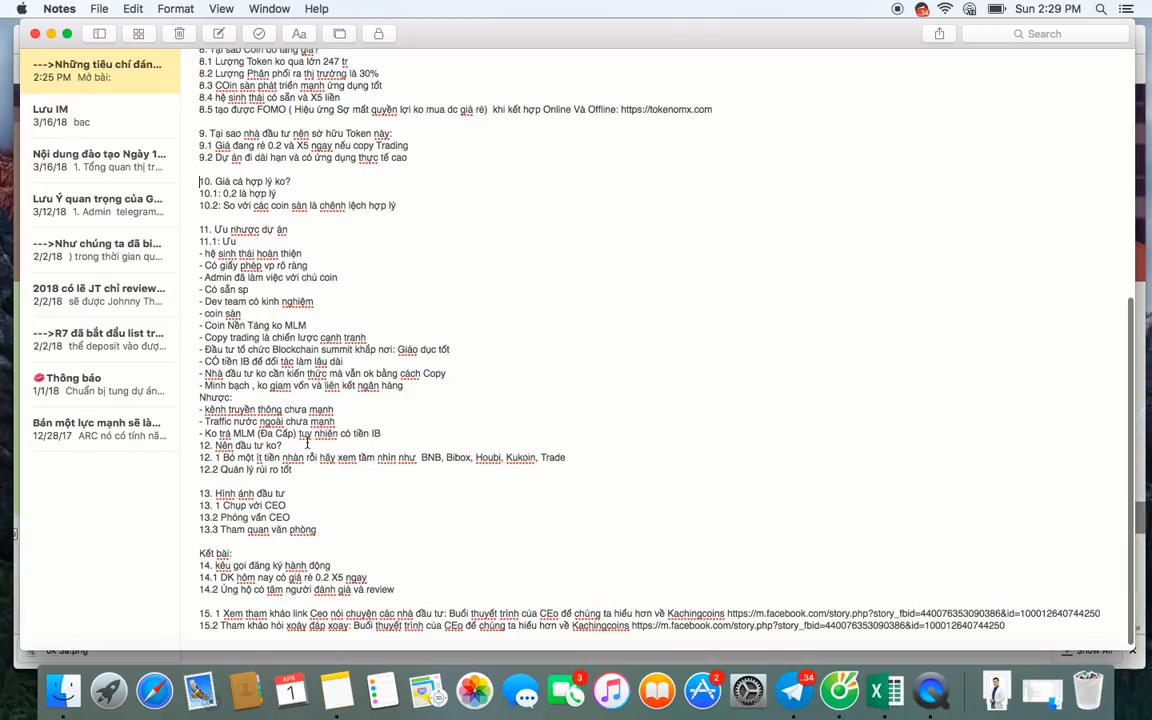 Notes File Edit Format View Window Help
34
Sun 2:29 PM
Aa
Search
--->Những tiêu chí đán...
2:25 PM Mở bài:
Lưu IM
3/16/18 bac
Nội dung đào tạo Ngày 1...
3/16/18 1. Tổng quan thị tr...
Lưu Ý quan trọng của G...
3/12/18 1. Admin telegram...
--->Như chúng ta đã bi...
2/2/18 ) trong thời gian qu...
2018 có lẽ JT chỉ review...
2/2/18 sẽ được Johnny Th...
--->R7 đã bắt đầu list tr...
2/2/18 thể deposit vào đượ...
💋Thông báo
1/1/18 Chuẩn bị tung dự án...
Bán một lực mạnh sẽ là...
12/28/17 ARC nó có tính nă...
8. Tại sao Coin đó tăng giá?
8.1 Lượng Token ko quá lớn 247 tr
8.2 Lượng Phân phối ra thị trường là 30%
8.3 COin sàn phát triển mạnh ứng dụng tốt
8.4 hệ sinh thái có sẵn và X5 liền
8.5 tạo được FOMO ( Hiệu ứng Sợ mất quyền lợi ko mua dc giá rẻ) khi kết hợp Online Và Offline: https://tokenomx.com
9. Tại sao nhà đầu tư nên sở hữu Token này:
9.1 Giá đang rẻ 0.2 và X5 ngay nếu copy Trading
9.2 Dự án đi dài hạn và có ứng dụng thực tế cao
10. Giá cả hợp lý ko?
10.1: 0,2 là hợp lý
10.2: So với các coin sàn là chênh lệch hợp lý
11. Ưu nhược dự án
11.1: Ưu
- hệ sinh thái hoàn thiện
- Có giấy phép vp rõ ràng
- Admin đã làm việc với chủ coin
- Có sẵn sp
- Dev team có kinh nghiệm
- coin sàn
- Coin Nền Tảng ko MLM
- Copy trading là chiến lược cạnh tranh
- Đầu tư tổ chức Blockchain summit khắp nơi: Giáo dục tốt
- CÓ tiền IB để đối tác làm lâu dài
- Nhà đầu tư ko cần kiến thức mà vẫn ok bằng cách Copy
- Minh bạch , ko giam vốn và liên kết ngân hàng
Nhược:
- kênh truyền thông chưa mạnh
- Traffic nước ngoài chưa mạnh
- Ko trả MLM (Đa Cấp) tuy nhiên có tiền IB
12. Nên đầu tư ko?
12. 1 Bỏ một ít tiền nhàn rỗi hãy xem tầm nhìn như BNB, Bibox, Houbi, Kukoin, Trade
12.2 Quản lý rủi ro tốt
13. Hình ảnh đầu tư
13. 1 Chụp với CEO
13.2 Phỏng vấn CEO
13.3 Tham quan văn phòng
Kết bài:
14. kêu gọi đăng ký hành động
14.1 DK hôm nay có giá rẻ 0.2 X5 ngay
14.2 Ủng hộ có tâm người đánh giá và review
15. 1 Xem tham khảo link Ceo nói chuyện các nhà đầu tư: Buổi thuyết trình của CEo để chúng ta hiểu hơn về Kachingcoins https://m.facebook.com/story.php?story_fbid=440076353090386&id=100012640744250
15.2 Tham khảo hỏi xoáy đáp xoay: Buổi thuyết trình của CEo để chúng ta hiểu hơn về Kachingcoins https://m.facebook.com/story.php?story_fbid=440763534090386&id=100012640744250
Show All
APR
1
3
2
34